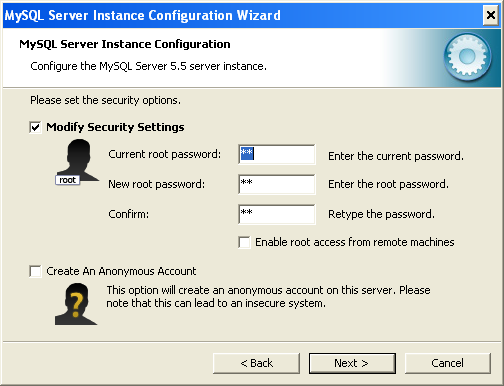 MySQL Server Instance Configuration Wizard
MySQL Server Instance Configuration
Configure the MySQL Server 5.5 server instance.
Please set the security options.
Modify Security Settings
root
Current root password: ** Enter the current password.
New root password: ** Enter the root password.
Confirm: ** Retype the password.
Enable root access from remote machines
Create An Anonymous Account
This option will create an anonymous account on this server. Please
note that this can lead to an insecure system.
< Back Next > Cancel